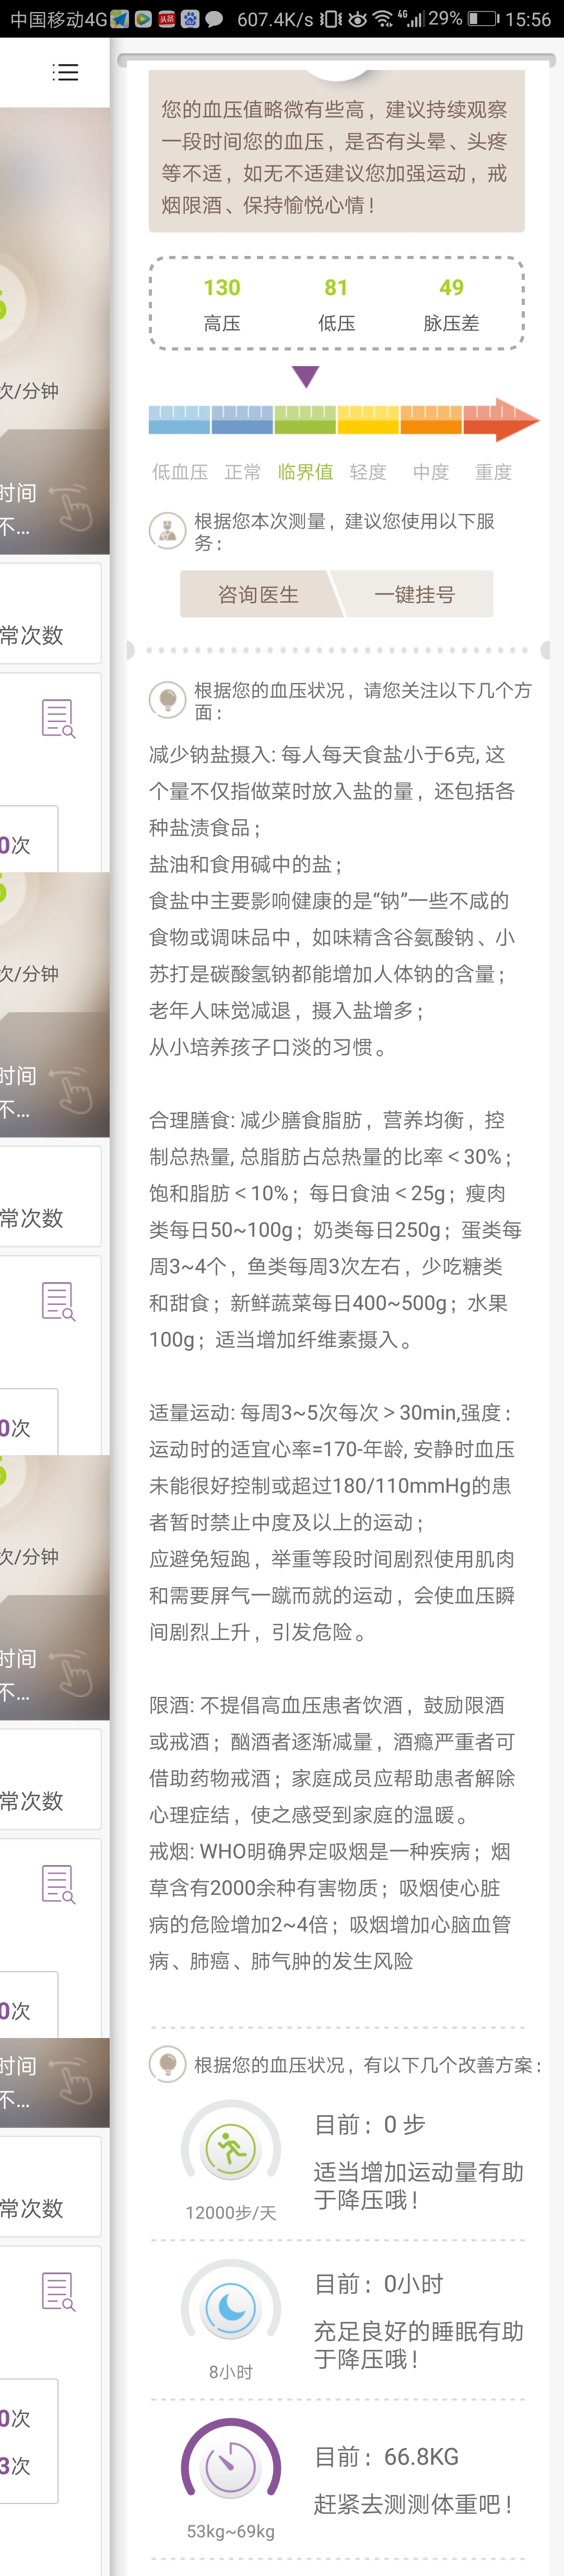 中国移动4G 头条 607.4K/s 4G 29% 15:56
您的血压值略微有些高，建议持续观察
一段时间您的血压，是否有头晕、头疼
等不适，如无不适建议您加强运动，戒
烟限酒、保持愉悦心情！
130 81 49
高压 低压 脉压差
低血压 正常 临界值 轻度 中度 重度
根据您本次测量，建议您使用以下服
务：
咨询医生 一键挂号
根据您的血压状况，请您关注以下几个方
面：
减少钠盐摄入: 每人每天食盐小于6克, 这
个量不仅指做菜时放入盐的量，还包括各
种盐渍食品；
盐油和食用碱中的盐；
食盐中主要影响健康的是“钠”一些不咸的
食物或调味品中，如味精含谷氨酸钠、小
苏打是碳酸氢钠都能增加人体钠的含量；
老年人味觉减退，摄入盐增多；
从小培养孩子口淡的习惯。
合理膳食: 减少膳食脂肪，营养均衡，控
制总热量, 总脂肪占总热量的比率＜30%；
饱和脂肪＜10%；每日食油＜25g；瘦肉
类每日50~100g；奶类每日250g；蛋类每
周3~4个，鱼类每周3次左右，少吃糖类
和甜食；新鲜蔬菜每日400~500g；水果
100g；适当增加纤维素摄入。
适量运动: 每周3~5次每次＞30min,强度：
运动时的适宜心率=170-年龄, 安静时血压
未能很好控制或超过180/110mmHg的患
者暂时禁止中度及以上的运动；
应避免短跑，举重等段时间剧烈使用肌肉
和需要屏气一蹴而就的运动，会使血压瞬
间剧烈上升，引发危险。
限酒: 不提倡高血压患者饮酒，鼓励限酒
或戒酒；酗酒者逐渐减量，酒瘾严重者可
借助药物戒酒；家庭成员应帮助患者解除
心理症结，使之感受到家庭的温暖。
戒烟: WHO明确界定吸烟是一种疾病；烟
草含有2000余种有害物质；吸烟使心脏
病的危险增加2~4倍；吸烟增加心脑血管
病、肺癌、肺气肿的发生风险
根据您的血压状况，有以下几个改善方案：
目前：0 步
适当增加运动量有助
于降压哦！
12000步/天
目前：0小时
充足良好的睡眠有助
于降压哦！
8小时
目前：66.8KG
赶紧去测测体重吧！
53kg~69kg
次/分钟
时间
不...
常次数
0次
次/分钟
时间
不...
常次数
0次
次/分钟
时间
不...
常次数
0次
时间
不...
常次数
0次
3次